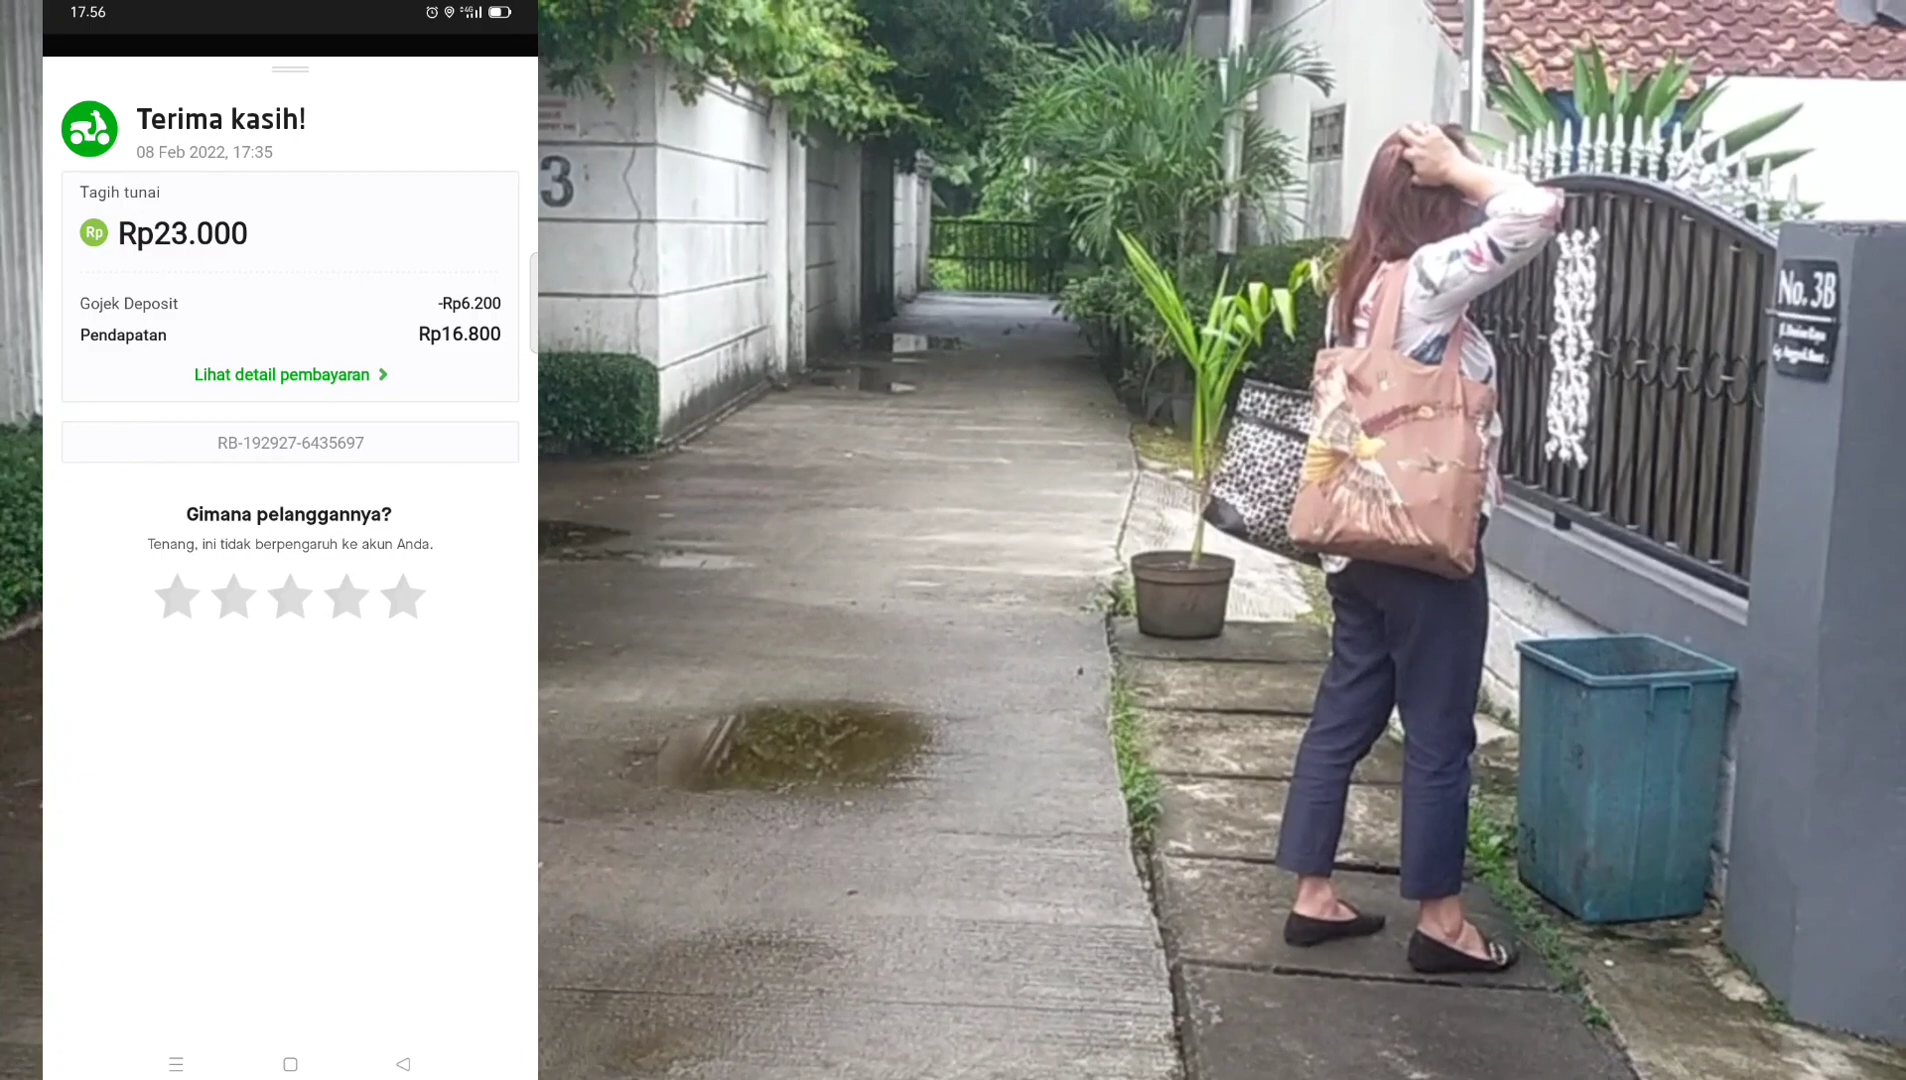 17.56
Terima kasih!
08 Feb 2022, 17:35
Tagih tunai
Rp Rp23.000
Gojek Deposit -Rp6.200
Pendapatan Rp16.800
Lihat detail pembayaran
RB-192927-6435697
Gimana pelanggannya?
Tenang, ini tidak berpengaruh ke akun Anda.
3
No. 3B